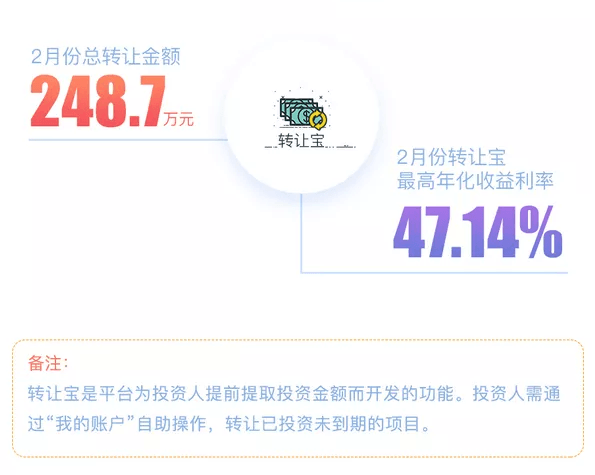 2月份总转让金额
248.7万元
转让宝
2月份转让宝
最高年化收益利率
47.14%
备注：
转让宝是平台为投资人提前提取投资金额而开发的功能。投资人需通
过“我的账户”自助操作，转让已投资未到期的项目。